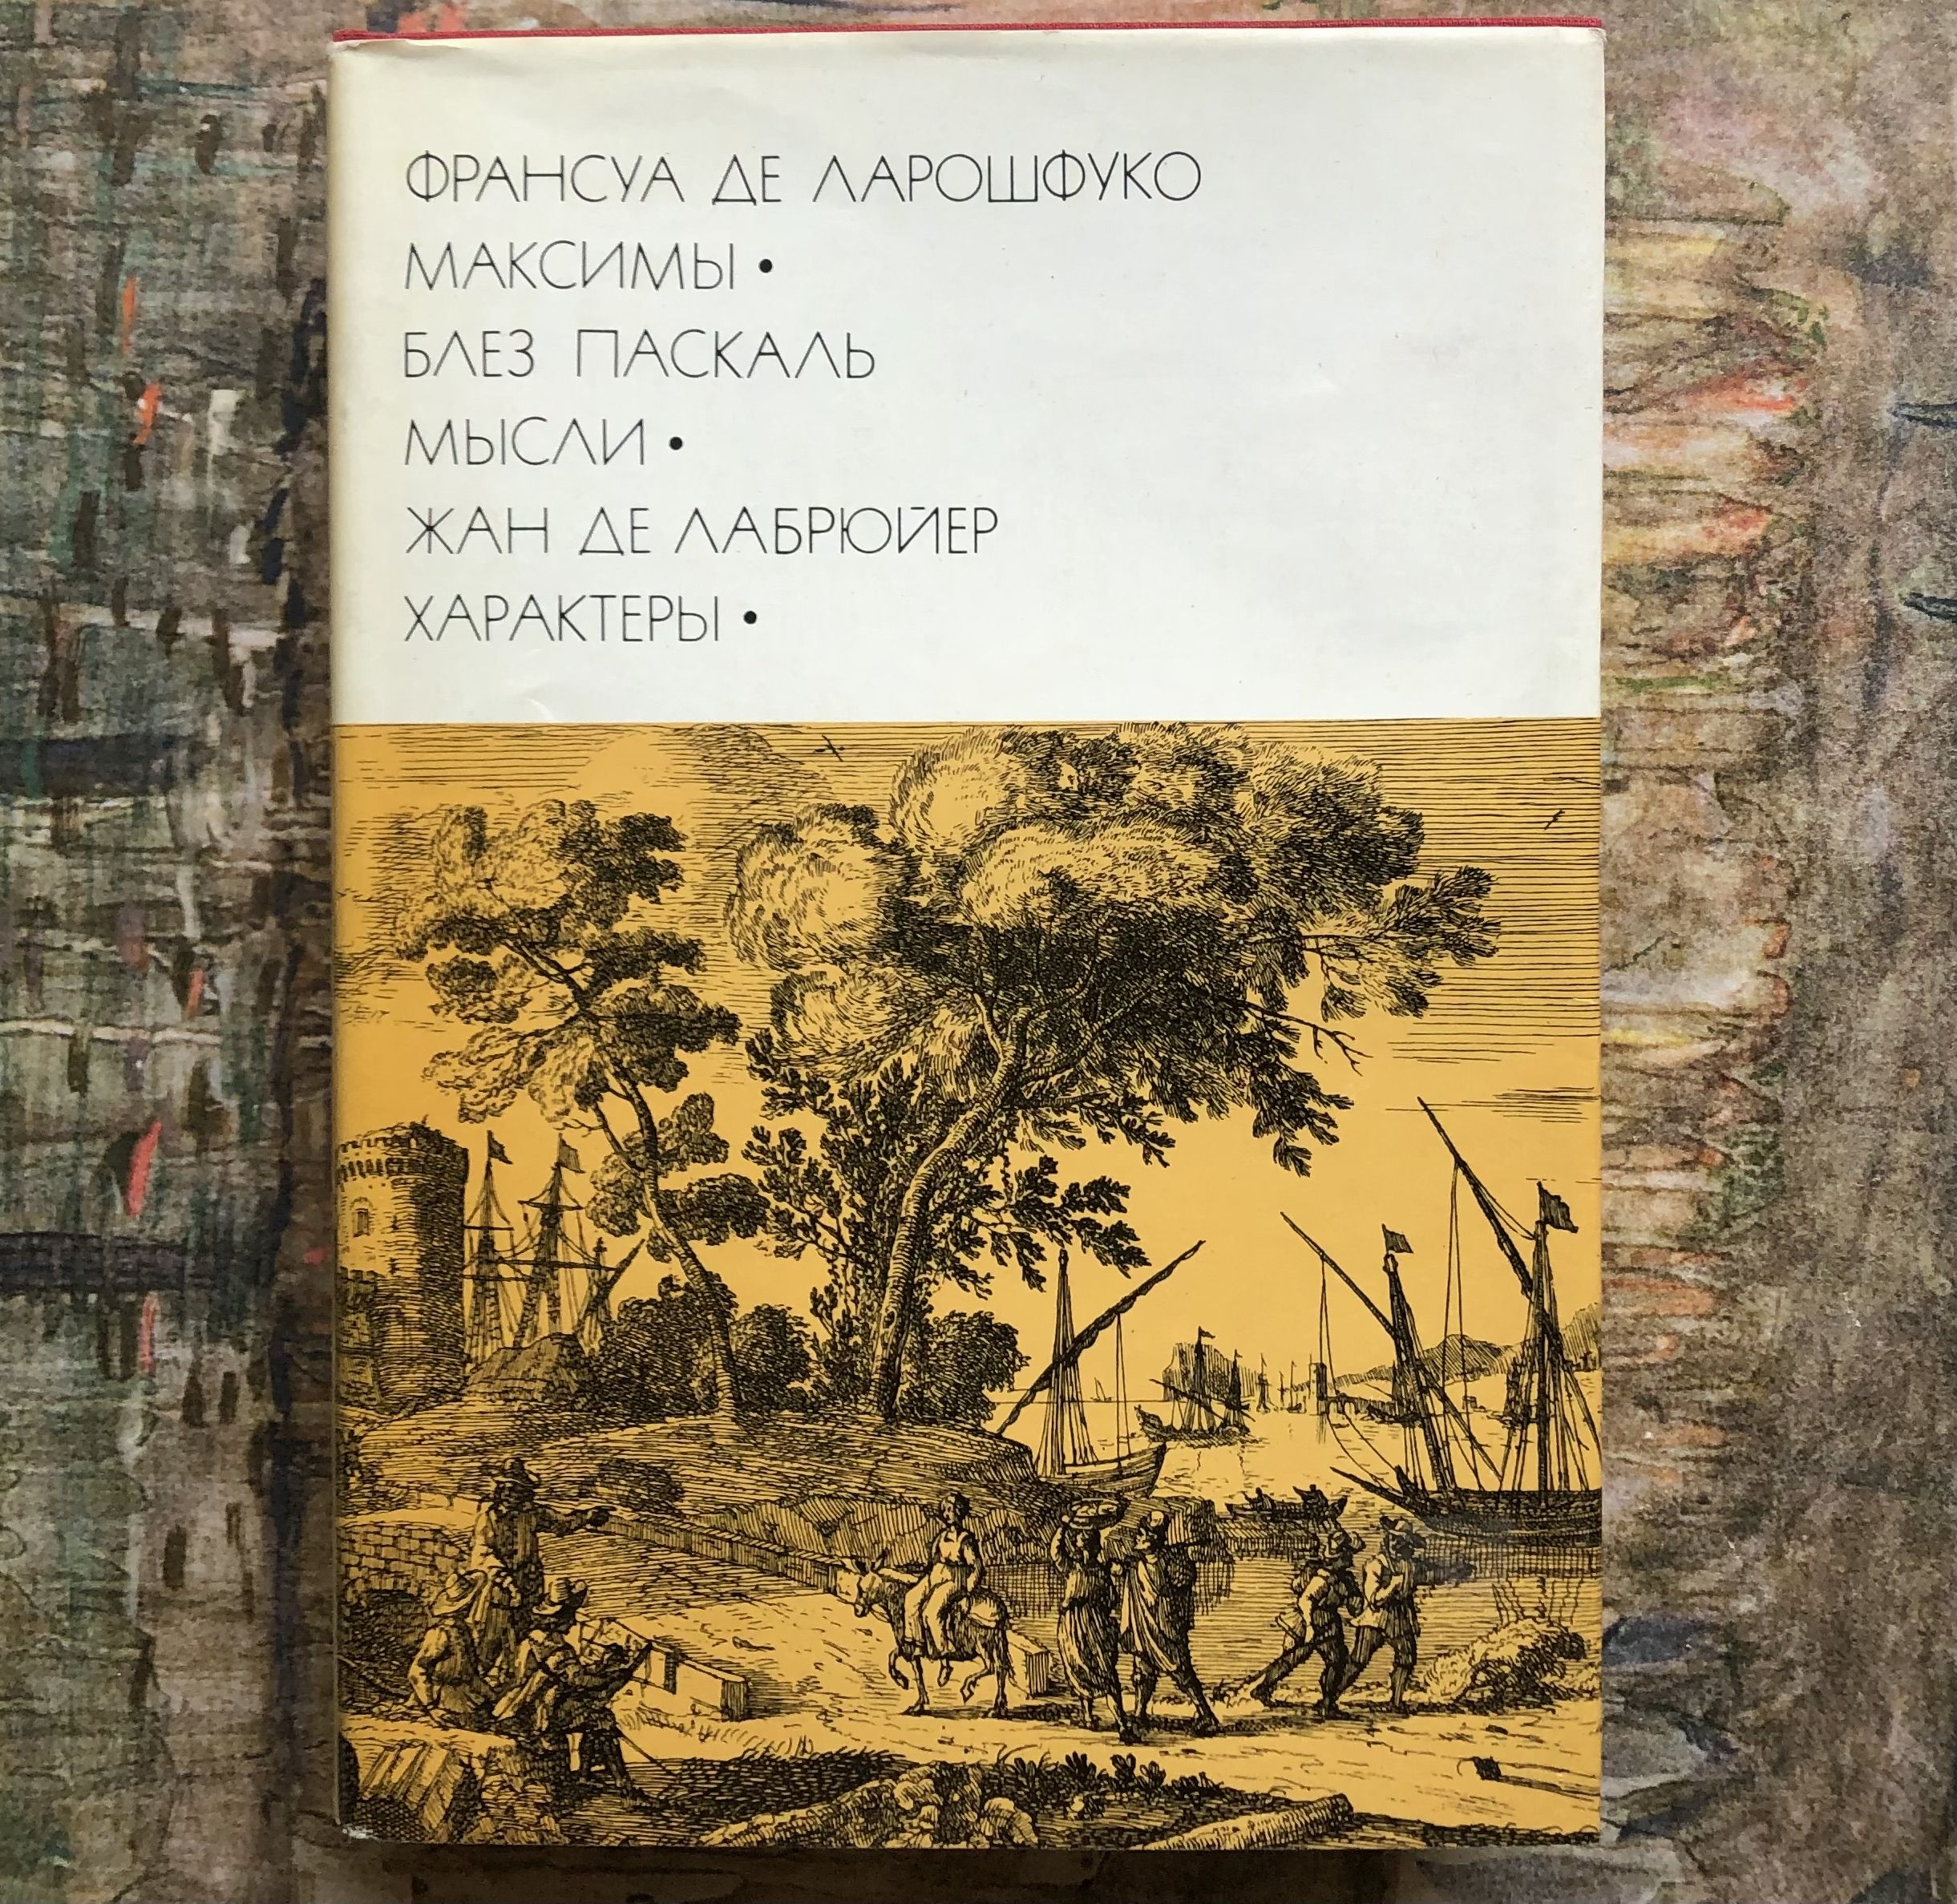 ФРАНСУА ДЕ ЛАРОШФУКО
МАКСИМЫ •
БЛЕЗ ПАСКАЛЬ
МЫСЛИ •
ЖАН ДЕ ЛАБРЮЙЕР
ХАРАКТЕРЫ •